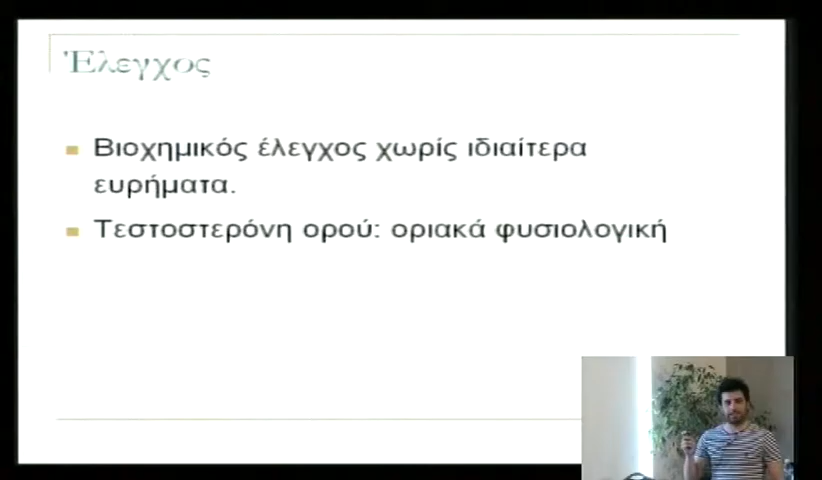 Έλεγχος
Βιοχημικός έλεγχος χωρίς ιδιαίτερα
ευρήματα.
Τεστοστερόνη ορού: οριακά φυσιολογική